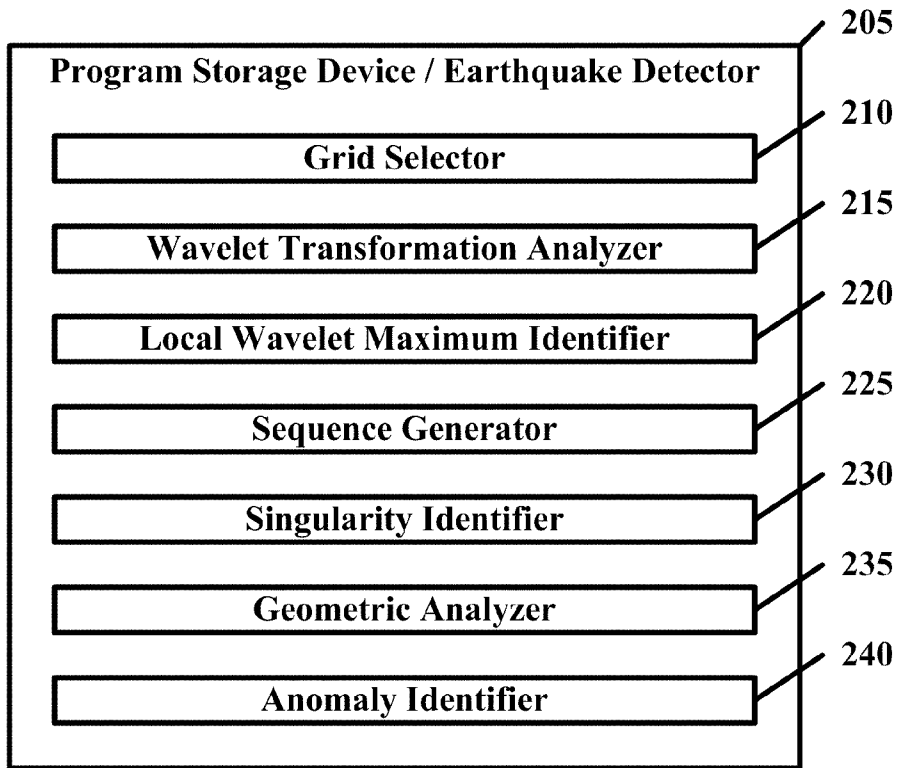 205
Program Storage Device / Earthquake Detector
210
Grid Selector
215
Wavelet Transformation Analyzer
220
Local Wavelet Maximum Identifier
225
Sequence Generator
230
Singularity Identifier
235
Geometric Analyzer
240
Anomaly Identifier